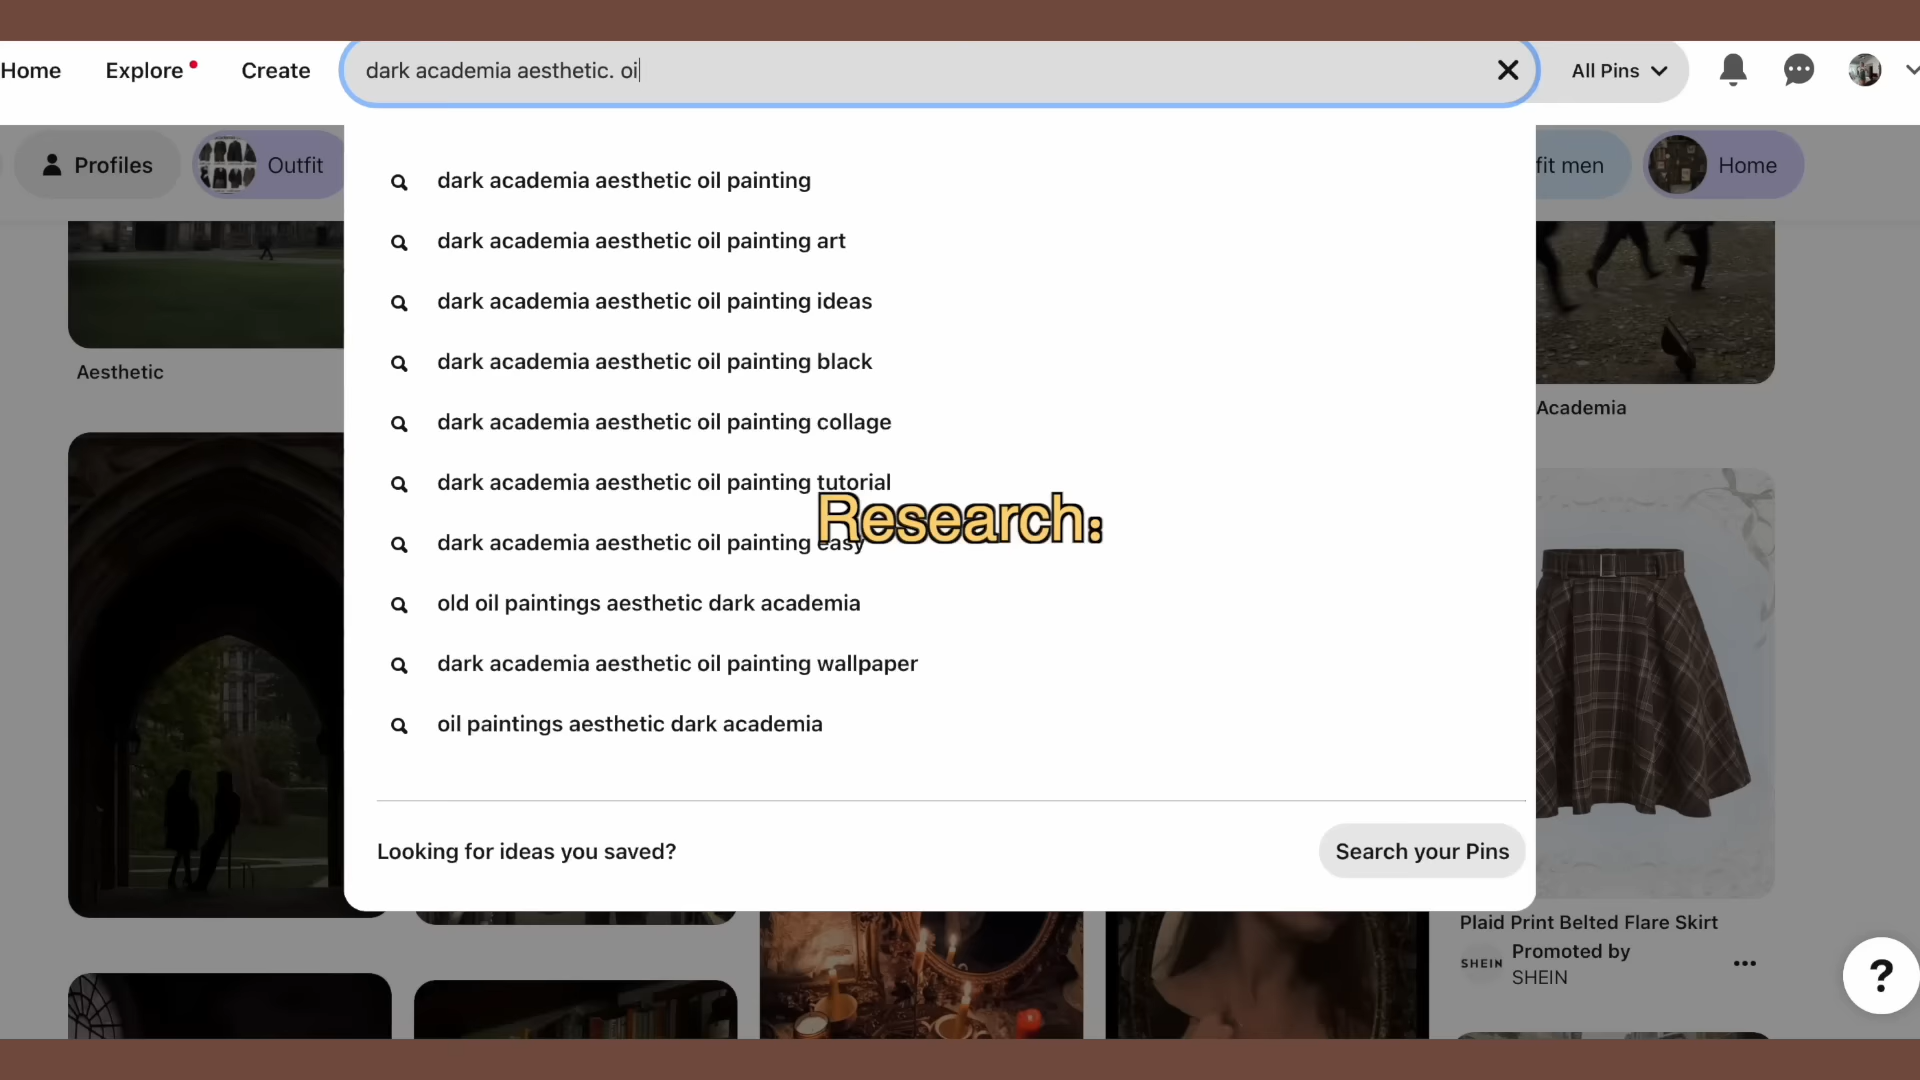 Home
Explore
Create
dark academia aesthetic. oi
All Pins
Profiles
Outfit
fit men
Home
dark academia aesthetic oil painting
dark academia aesthetic oil painting art
dark academia aesthetic oil painting ideas
dark academia aesthetic oil painting black
dark academia aesthetic oil painting collage
dark academia aesthetic oil painting tutorial
dark academia aesthetic oil painting easy
old oil paintings aesthetic dark academia
dark academia aesthetic oil painting wallpaper
oil paintings aesthetic dark academia
Research:
Aesthetic
Academia
Looking for ideas you saved?
Search your Pins
Plaid Print Belted Flare Skirt
SHEIN
Promoted by
SHEIN
?